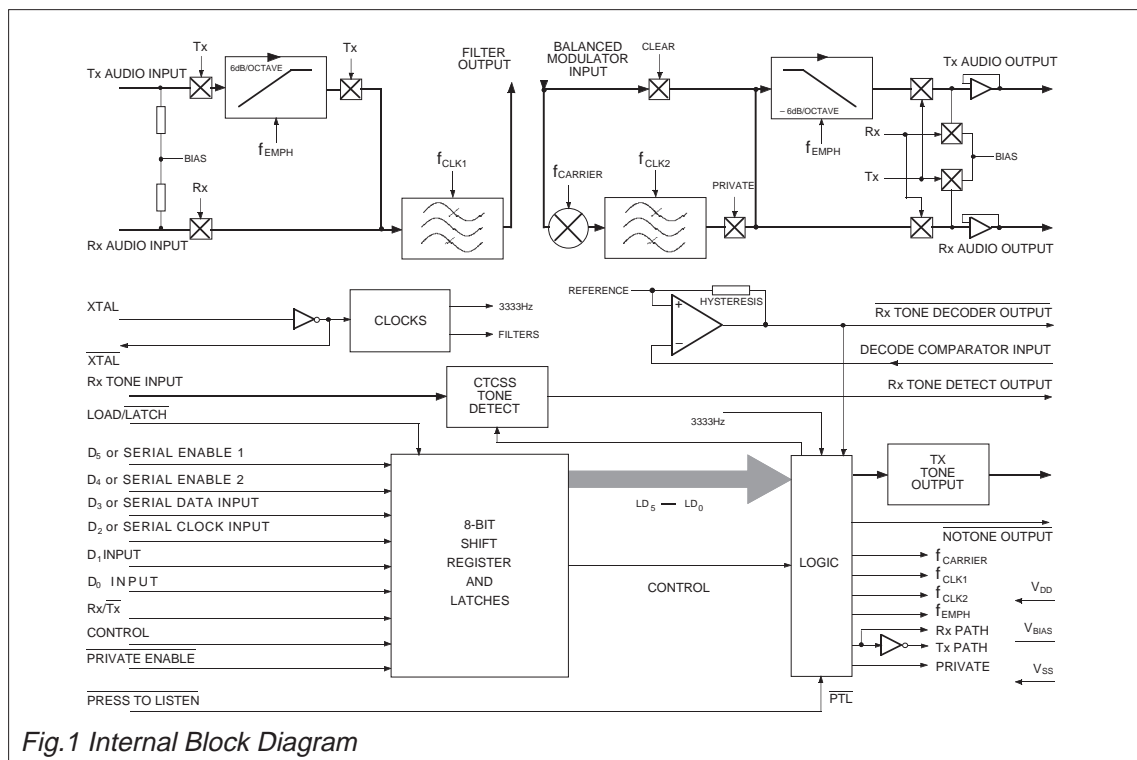 Tx AUDIO INPUT
Tx
6dB/OCTAVE
fEMPH
Tx
BIAS
Rx
Rx AUDIO INPUT
FILTER
OUTPUT
fCLK1
BALANCED
MODULATOR
INPUT
CLEAR
fCARRIER
fCLK2
PRIVATE
– 6dB/OCTAVE
fEMPH
Rx
Tx
Tx AUDIO OUTPUT
BIAS
Rx AUDIO OUTPUT
XTAL
XTAL
CLOCKS
3333Hz
FILTERS
REFERENCE
HYSTERESIS
+
–
Rx TONE DECODER OUTPUT
DECODE COMPARATOR INPUT
Rx TONE INPUT
CTCSS
TONE
DETECT
Rx TONE DETECT OUTPUT
LOAD/LATCH
3333Hz
D5 or SERIAL ENABLE 1
D4 or SERIAL ENABLE 2
D3 or SERIAL DATA INPUT
D2 or SERIAL CLOCK INPUT
D1 INPUT
D0 INPUT
Rx/Tx
CONTROL
PRIVATE ENABLE
PRESS TO LISTEN
8-BIT
SHIFT
REGISTER
AND
LATCHES
LD5 — LD0
CONTROL
LOGIC
PTL
TX
TONE
OUTPUT
NOTONE OUTPUT
fCARRIER
fCLK1
fCLK2
fEMPH
Rx PATH
Tx PATH
PRIVATE
VDD
VBIAS
VSS
Fig.1 Internal Block Diagram